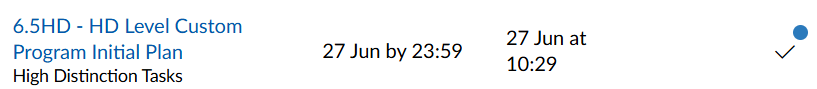 6.5HD - HD Level Custom
Program Initial Plan
High Distinction Tasks
27 Jun by 23:59
27 Jun at
10:29